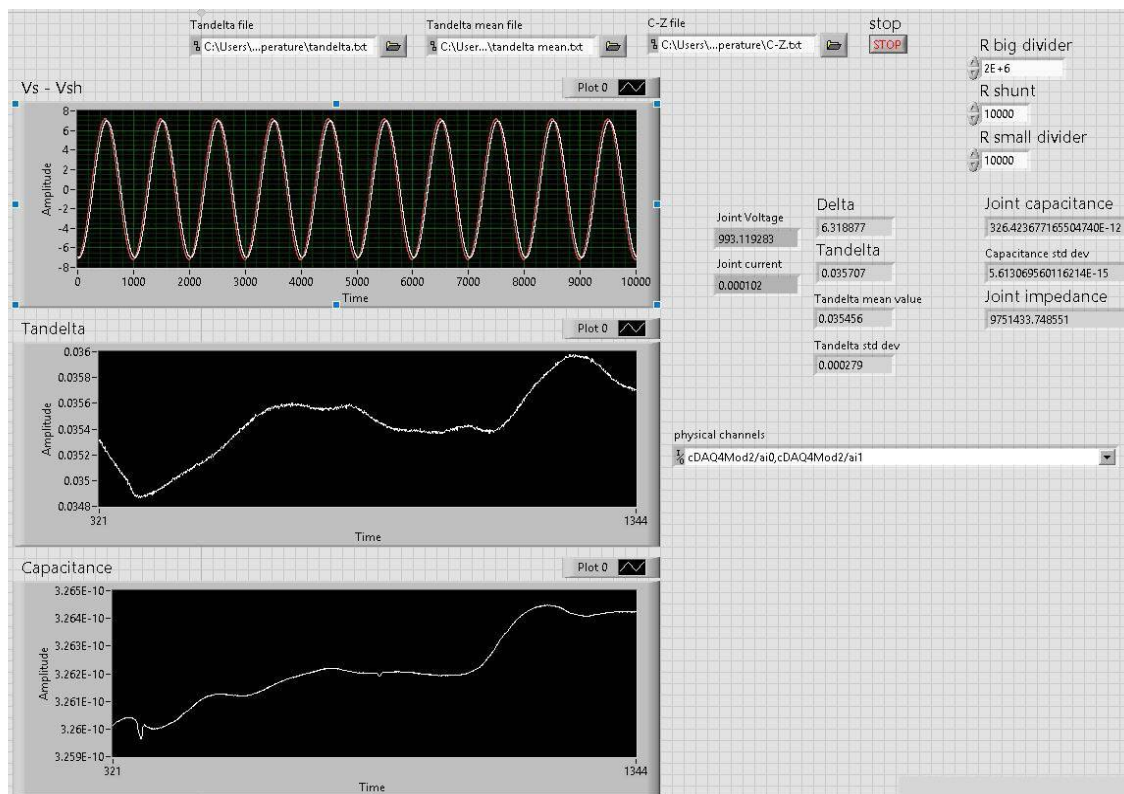 Tandelta file
C:\Users\...perature\tandelta.txt
Tandelta mean file
C:\User...\tandelta mean.txt
C-Z file
C:\Users\...perature\C-Z.txt
stop
STOP
R big divider
2E+6
R shunt
10000
R small divider
10000
Vs - Vsh
Plot 0
Amplitude
8
6
4
2
0
-2
-4
-6
-8
0 1000 2000 3000 4000 5000 6000 7000 8000 9000 10000
Time
Joint Voltage
993.119283
Joint current
0.000102
Delta
6.318877
Tandelta
0.035707
Tandelta mean value
0.035456
Tandelta std dev
0.000279
Joint capacitance
326.423677165504740E-12
Capacitance std dev
5.613069560116214E-15
Joint impedance
9751433.748551
Tandelta
Plot 0
Amplitude
0.036
0.0356
0.0354
0.0352
0.035
0.0348
321 1344
Time
physical channels
cDAQ4Mod2/ai0,cDAQ4Mod2/ai1
Capacitance
Plot 0
Amplitude
3.265E-10
3.264E-10
3.263E-10
3.262E-10
3.261E-10
3.26E-10
3.259E-10
321 1344
Time